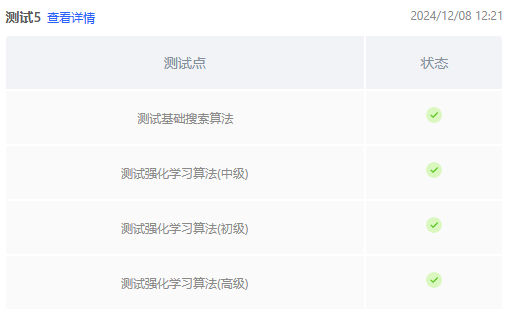 测试5 查看详情 2024/12/08 12:21
测试点 状态
测试基础搜索算法
测试强化学习算法(中级)
测试强化学习算法(初级)
测试强化学习算法(高级)